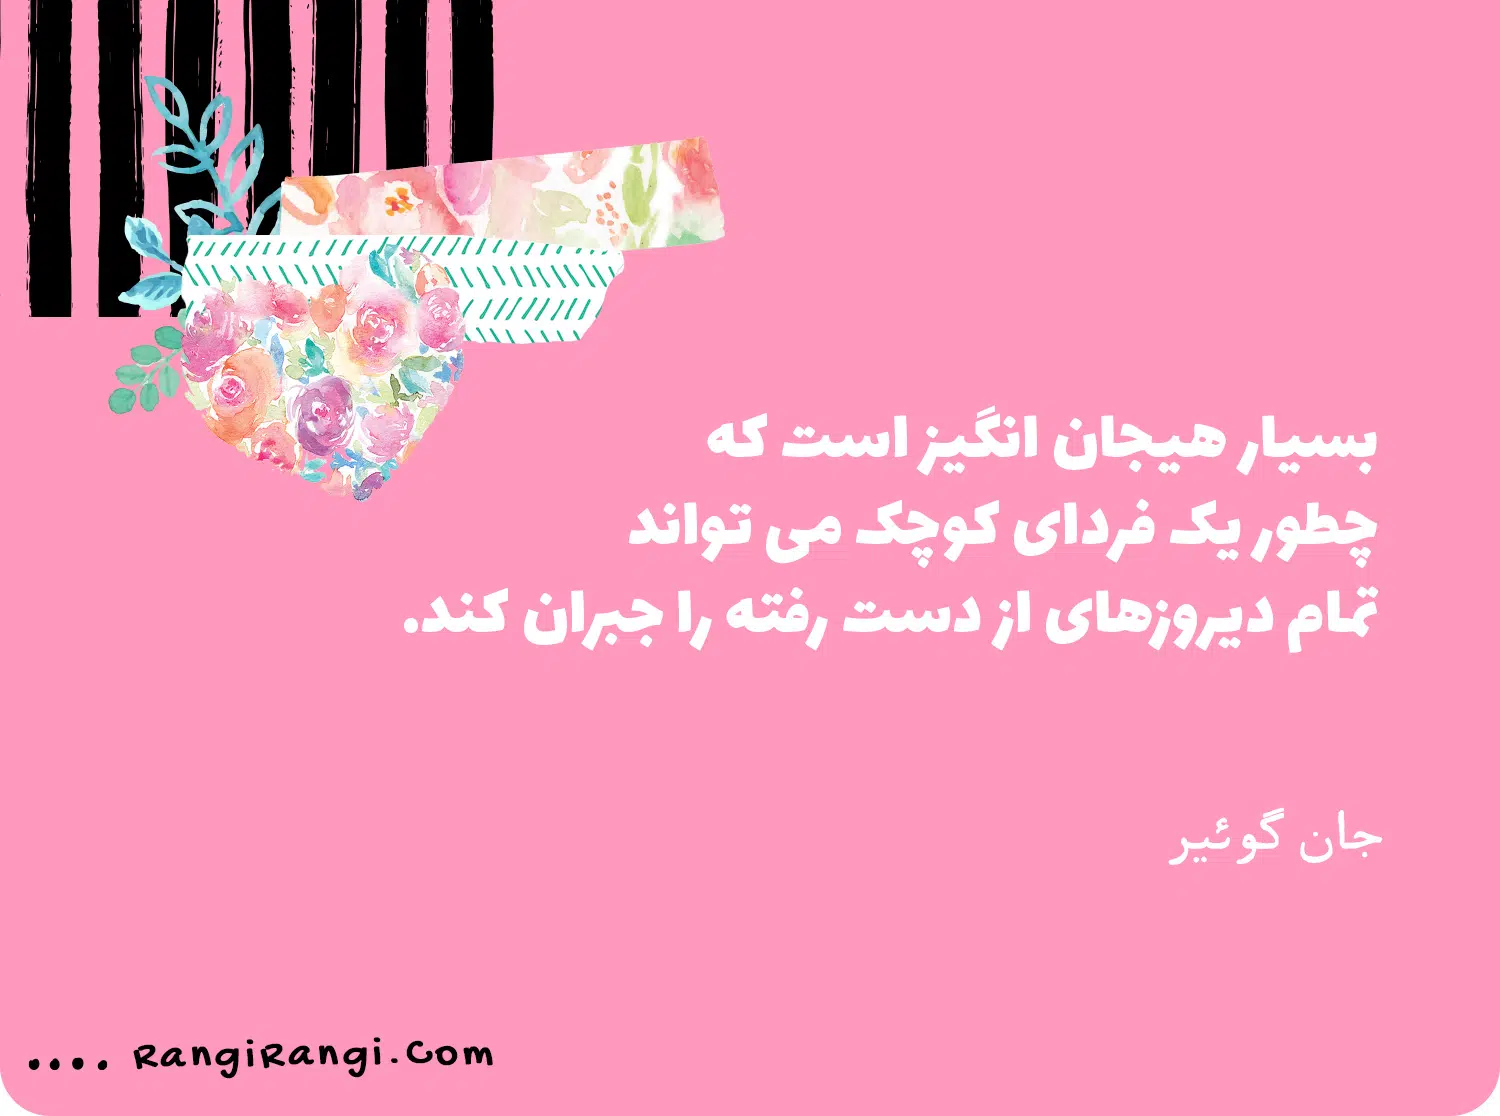 بسیار هیجان انگیز است که
چطور یک فردای کوچک می تواند
تمام دیروزهای از دست رفته را جبران کند.
جان گوئیر
.... RangiRangi.Com